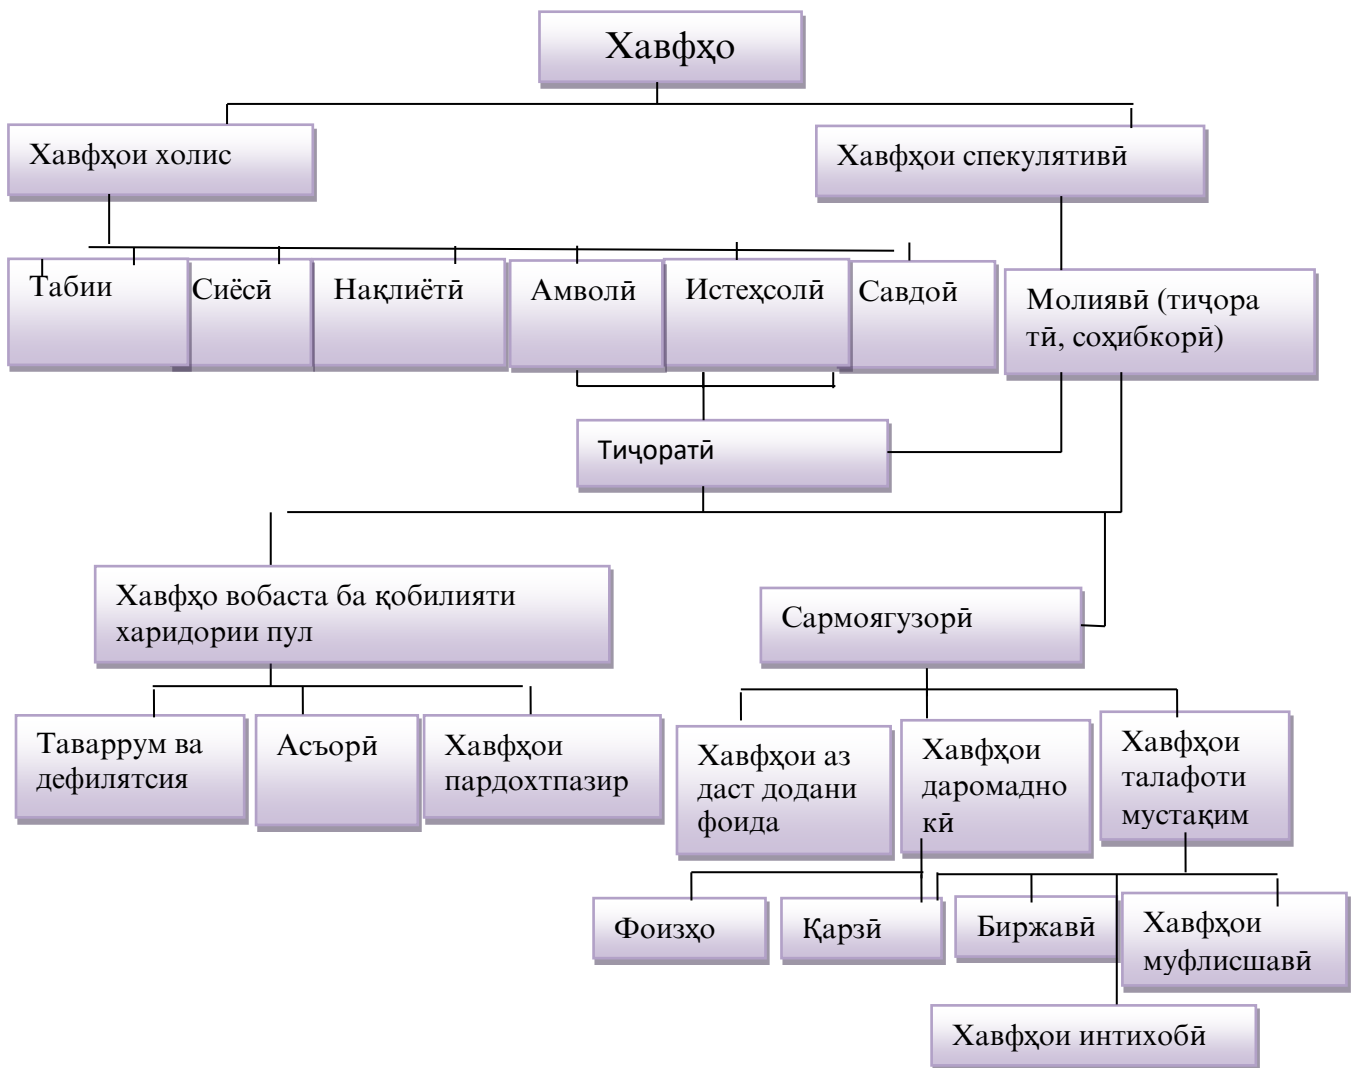 Хавфҳо
Хавфҳои холис
Хавфҳои спекулятивӣ
Табии
Сиёсӣ
Нақлиётӣ
Амволӣ
Истеҳсолӣ
Савдоӣ
Молиявӣ (тиҷора
тӣ, соҳибкорӣ)
Тиҷоратӣ
Хавфҳо вобаста ба қобилияти
харидории пул
Сармоягузорӣ
Таваррум ва
дефилятсия
Асъорӣ
Хавфҳои
пардохтпазир
Хавфҳои аз
даст додани
фоида
Хавфҳои
даромадно
кӣ
Хавфҳои
талафоти
мустақим
Фоизҳо
Қарзӣ
Биржавӣ
Хавфҳои
муфлисшавӣ
Хавфҳои интихобӣ